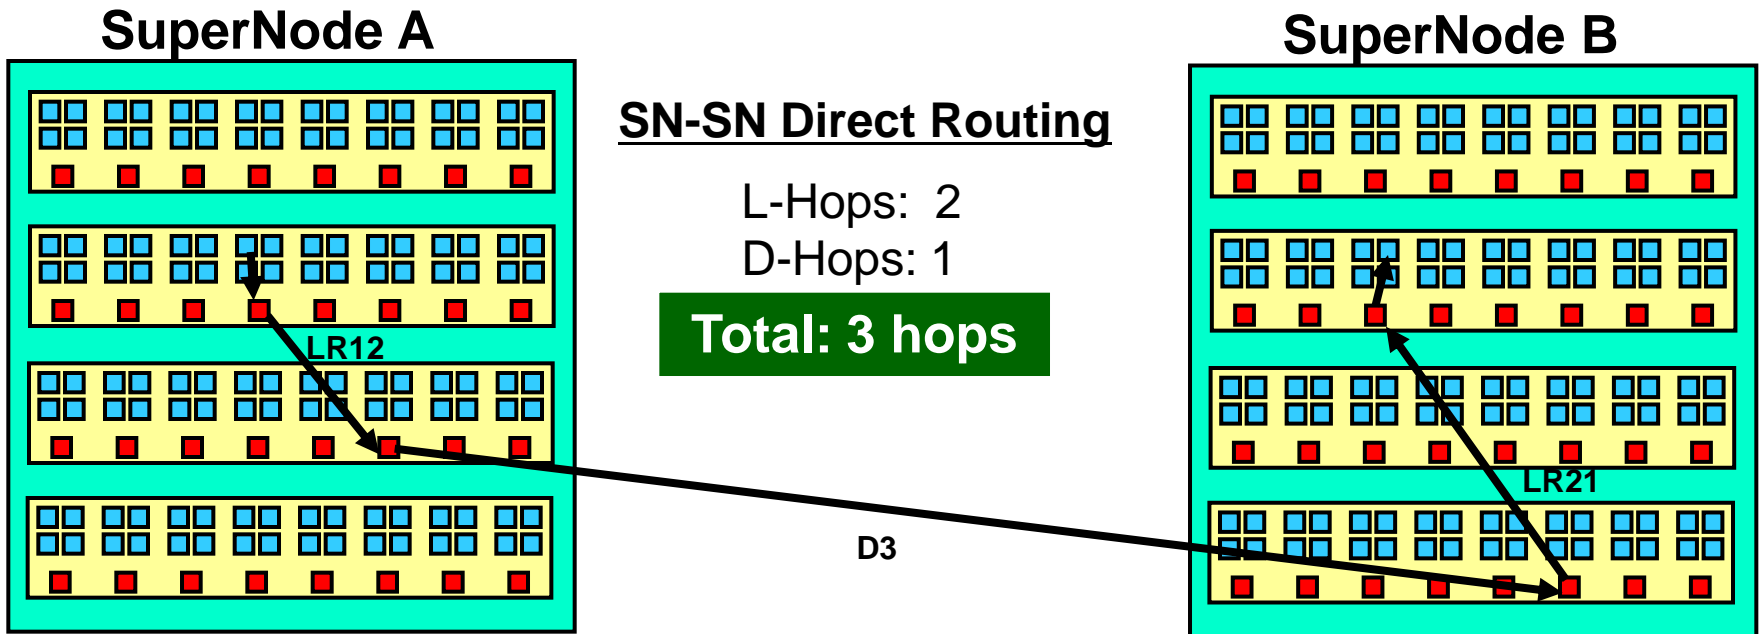 SuperNode A
SuperNode B
SN-SN Direct Routing
L-Hops: 2
D-Hops: 1
Total: 3 hops
LR12
LR21
D3